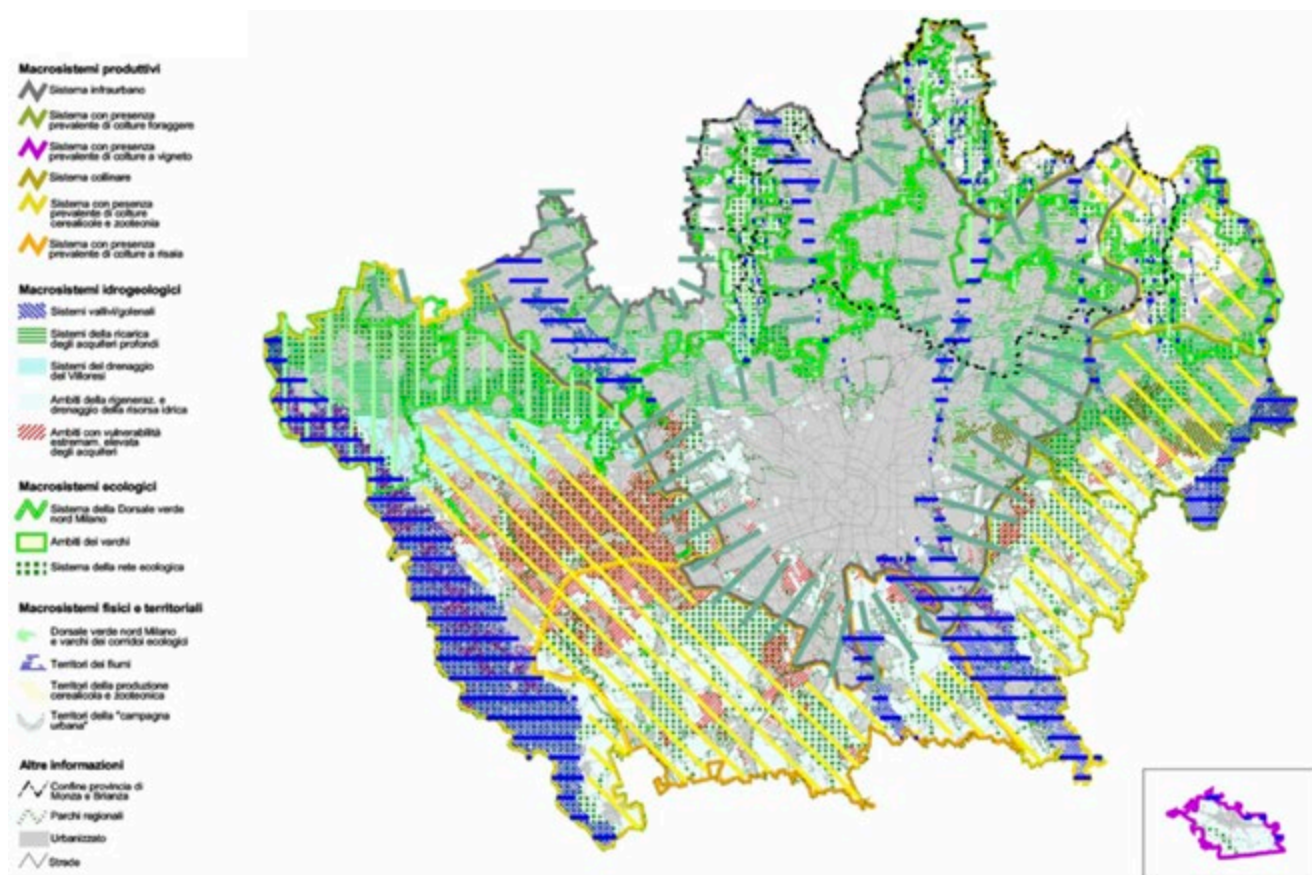 Macrosistemi produttivi
Sistema infraurbano
Sistema con presenza
prevalente di colture foraggere
Sistema con presenza
prevalente di colture a vigneto
Sistema collinare
Sistema con pesenza
prevalente di colture
cerealicole e zootecnia
Sistema con presenza
prevalente di colture a risaia
Macrosistemi idrogeologici
Sistemi vallivi/golenali
Sistemi della ricarica
degli acquiferi profondi
Sistemi del drenaggio
del Villoresi
Ambiti della rigeneraz. e
drenaggio della risorsa idrica
Ambiti con vulnerabilità
estremam. elevata
degli acquiferi
Macrosistemi ecologici
Sistema della Dorsale verde
nord Milano
Ambiti dei varchi
Sistema della rete ecologica
Macrosistemi fisici e territoriali
Dorsale verde nord Milano
e varchi dei corridoi ecologici
Territori dei fiumi
Territori della produzione
cerealicola e zootecnica
Territori della "campagna
urbana"
Altre informazioni
Confine provincia di
Monza e Brianza
Parchi regionali
Urbanizzato
Strade